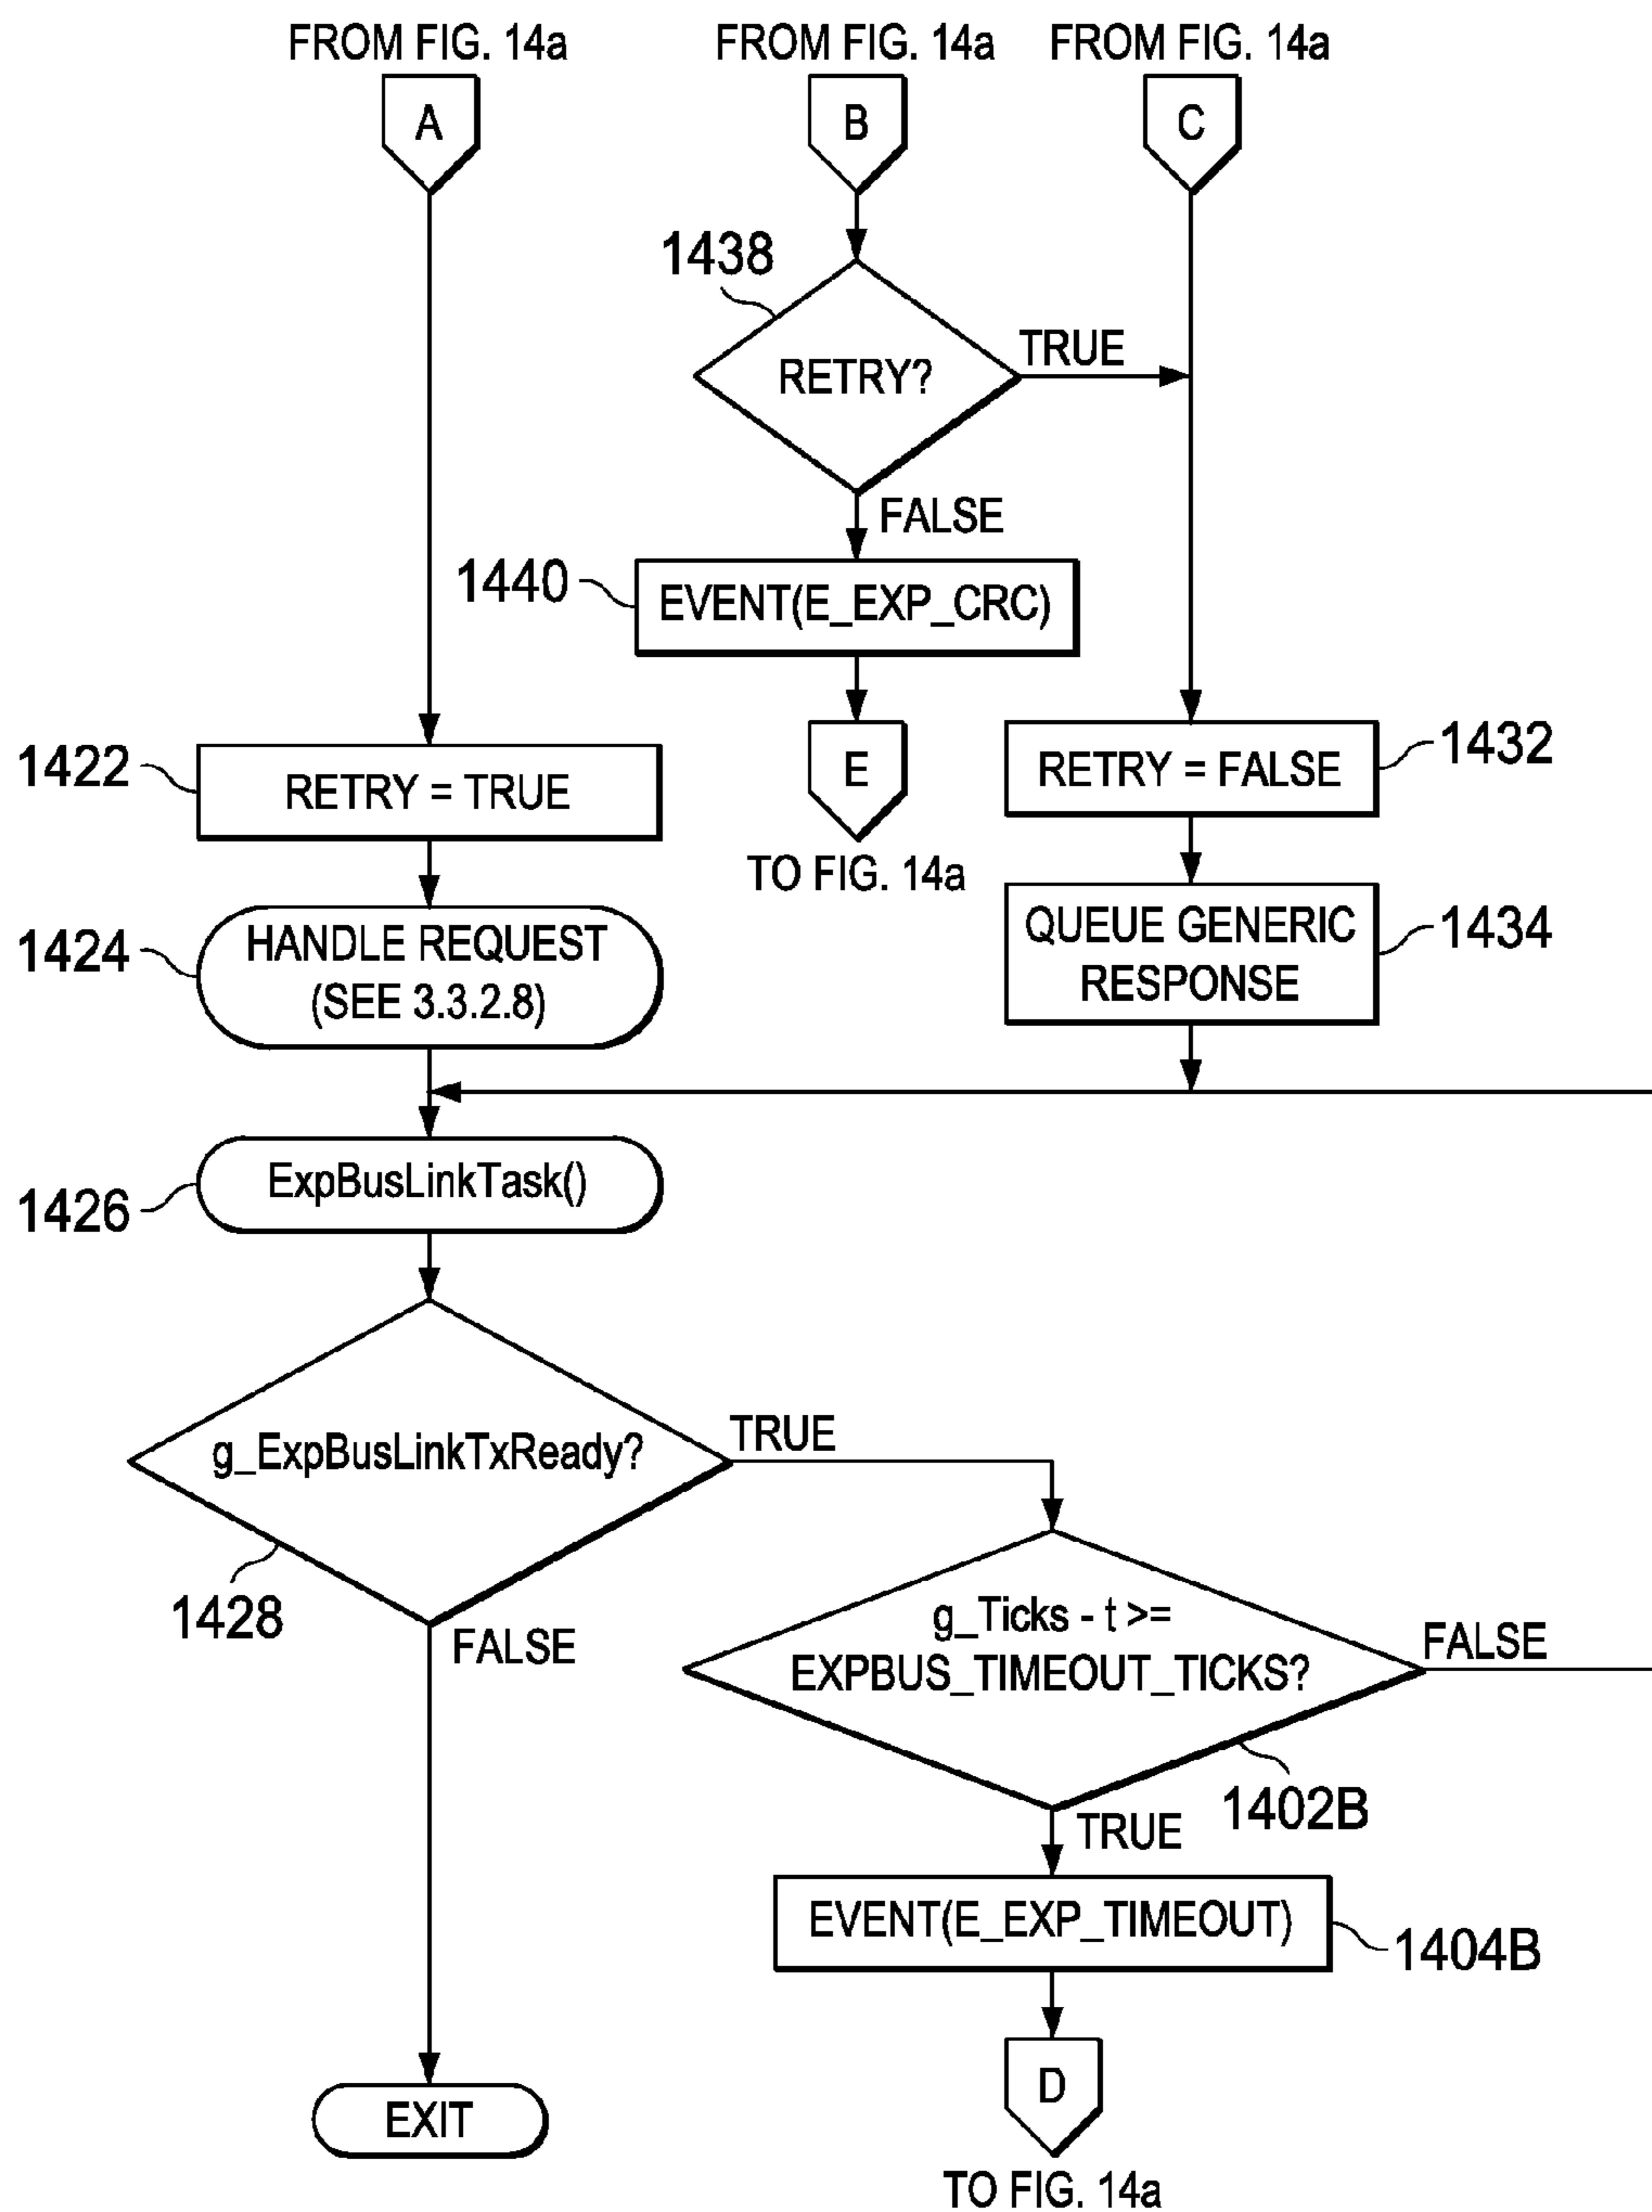 FROM FIG. 14a
FROM FIG. 14a
FROM FIG. 14a
A
B
C
1438
RETRY?
TRUE
FALSE
1440
EVENT(E_EXP_CRC)
1422
RETRY = TRUE
E
TO FIG. 14a
RETRY = FALSE
1432
1424
HANDLE REQUEST
(SEE 3.3.2.8)
QUEUE GENERIC
RESPONSE
1434
1426
ExpBusLinkTask()
g_ExpBusLinkTxReady?
TRUE
1428
FALSE
g_Ticks - t >=
EXPBUS_TIMEOUT_TICKS?
FALSE
1402B
TRUE
EVENT(E_EXP_TIMEOUT)
1404B
EXIT
D
TO FIG. 14a